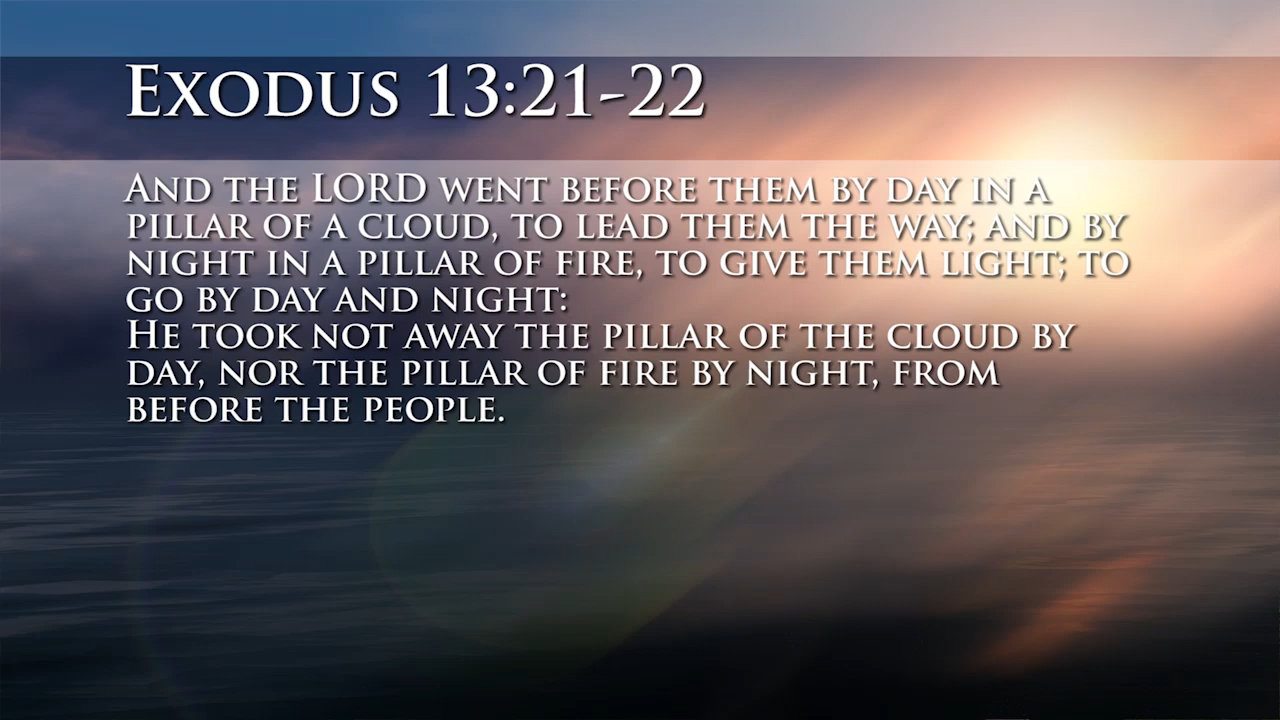 Exodus 13:21-22
And the LORD went before them by day in a
pillar of a cloud, to lead them the way; and by
night in a pillar of fire, to give them light; to
go by day and night:
He took not away the pillar of the cloud by
day, nor the pillar of fire by night, from
before the people.